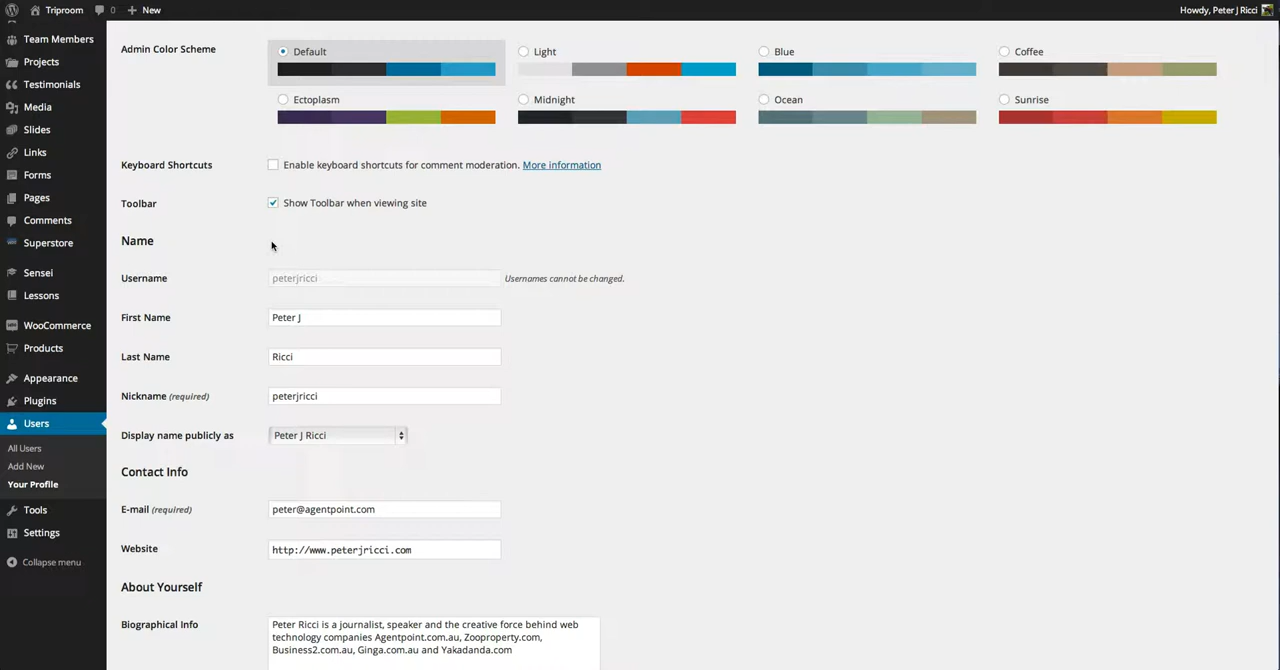 Triproom 0 New Howdy, Peter J Ricci
Team Members
Projects
Testimonials
Media
Slides
Links
Forms
Pages
Comments
Superstore
Sensei
Lessons
WooCommerce
Products
Appearance
Plugins
Users
All Users
Add New
Your Profile
Tools
Settings
Collapse menu
Admin Color Scheme
Default Light Blue Coffee
Ectoplasm Midnight Ocean Sunrise
Keyboard Shortcuts Enable keyboard shortcuts for comment moderation. More information
Toolbar Show Toolbar when viewing site
Name
Username peterjricci Usernames cannot be changed.
First Name Peter J
Last Name Ricci
Nickname (required) peterjricci
Display name publicly as Peter J Ricci
Contact Info
E-mail (required) peter@agentpoint.com
Website http://www.peterjricci.com
About Yourself
Biographical Info Peter Ricci is a journalist, speaker and the creative force behind web
technology companies Agentpoint.com.au, Zooproperty.com,
Business2.com.au, Ginga.com.au and Yakadanda.com